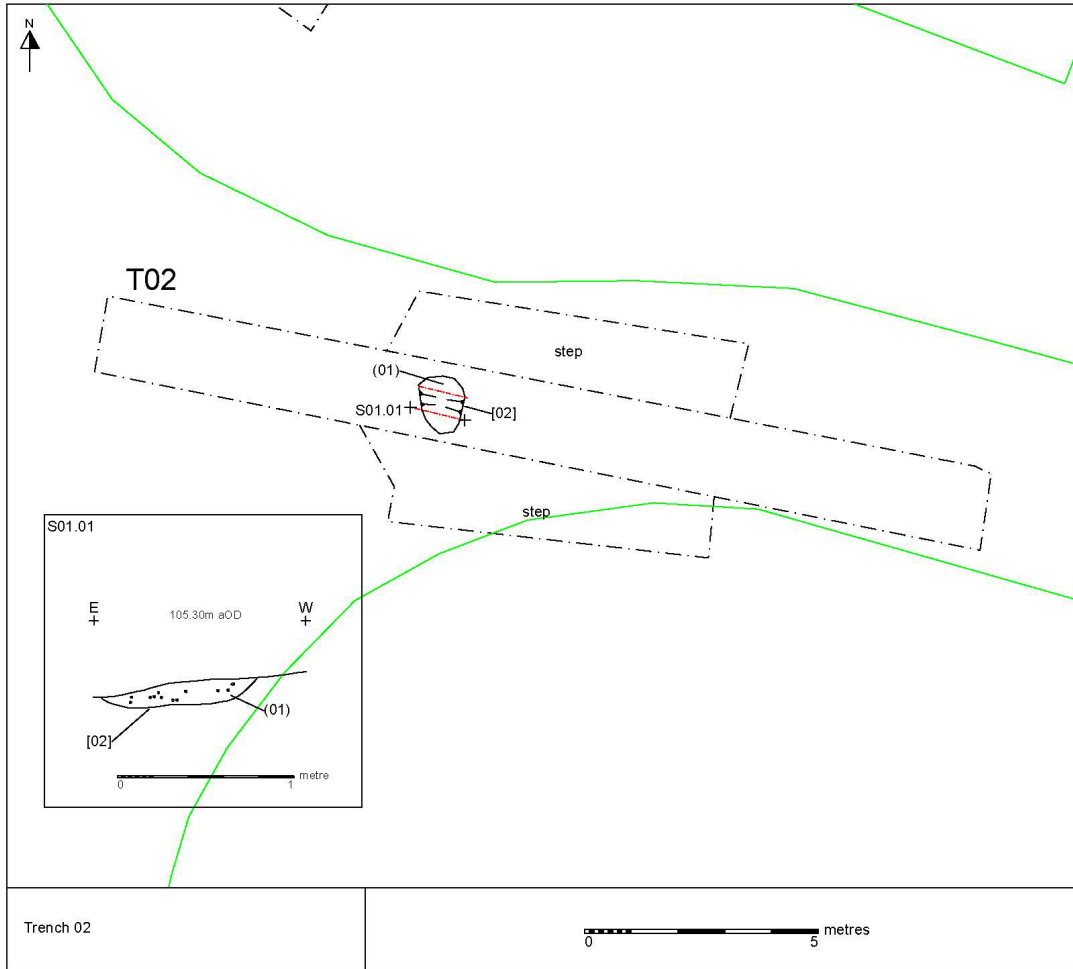 N
T02
step
(01)
S01.01
[02]
step
S01.01
E
105.30m aOD
W
(01)
[02]
metre
0
1
Trench 02
metres
0
5